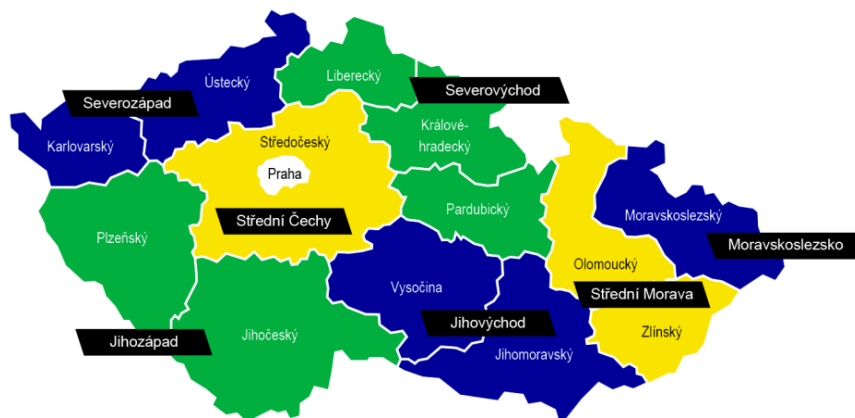 Ústecký
Liberecký
Severozápad
Severovýchod
Karlovarský
Středočeský
Králové-
hradecký
Praha
Plzeňský
Střední Čechy
Pardubický
Moravskoslezský
Moravskoslezsko
Olomoucký
Vysočina
Střední Morava
Jihovýchod
Jihozápad
Jihočeský
Zlínský
Jihomoravský